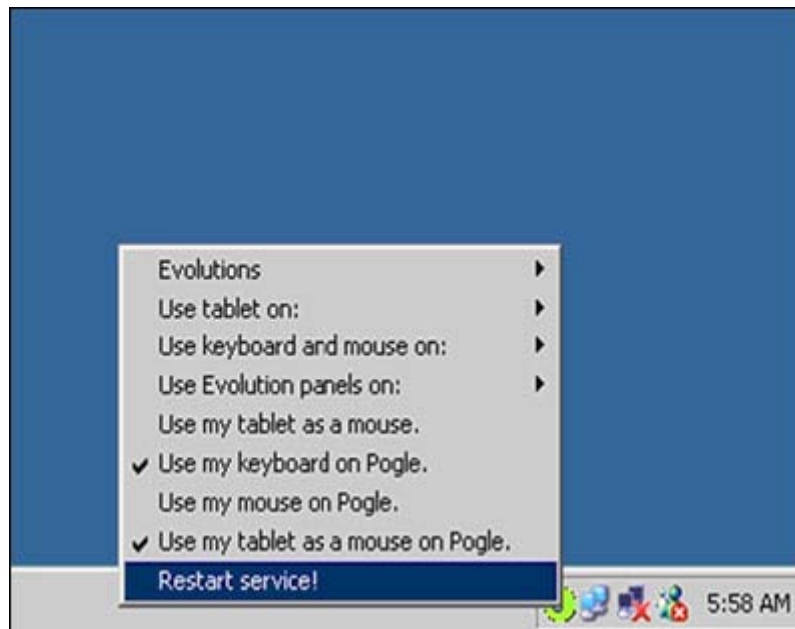 Evolutions
Use tablet on:
Use keyboard and mouse on:
Use Evolution panels on:
Use my tablet as a mouse.
Use my keyboard on Pogle.
Use my mouse on Pogle.
Use my tablet as a mouse on Pogle.
Restart service!
5:58 AM